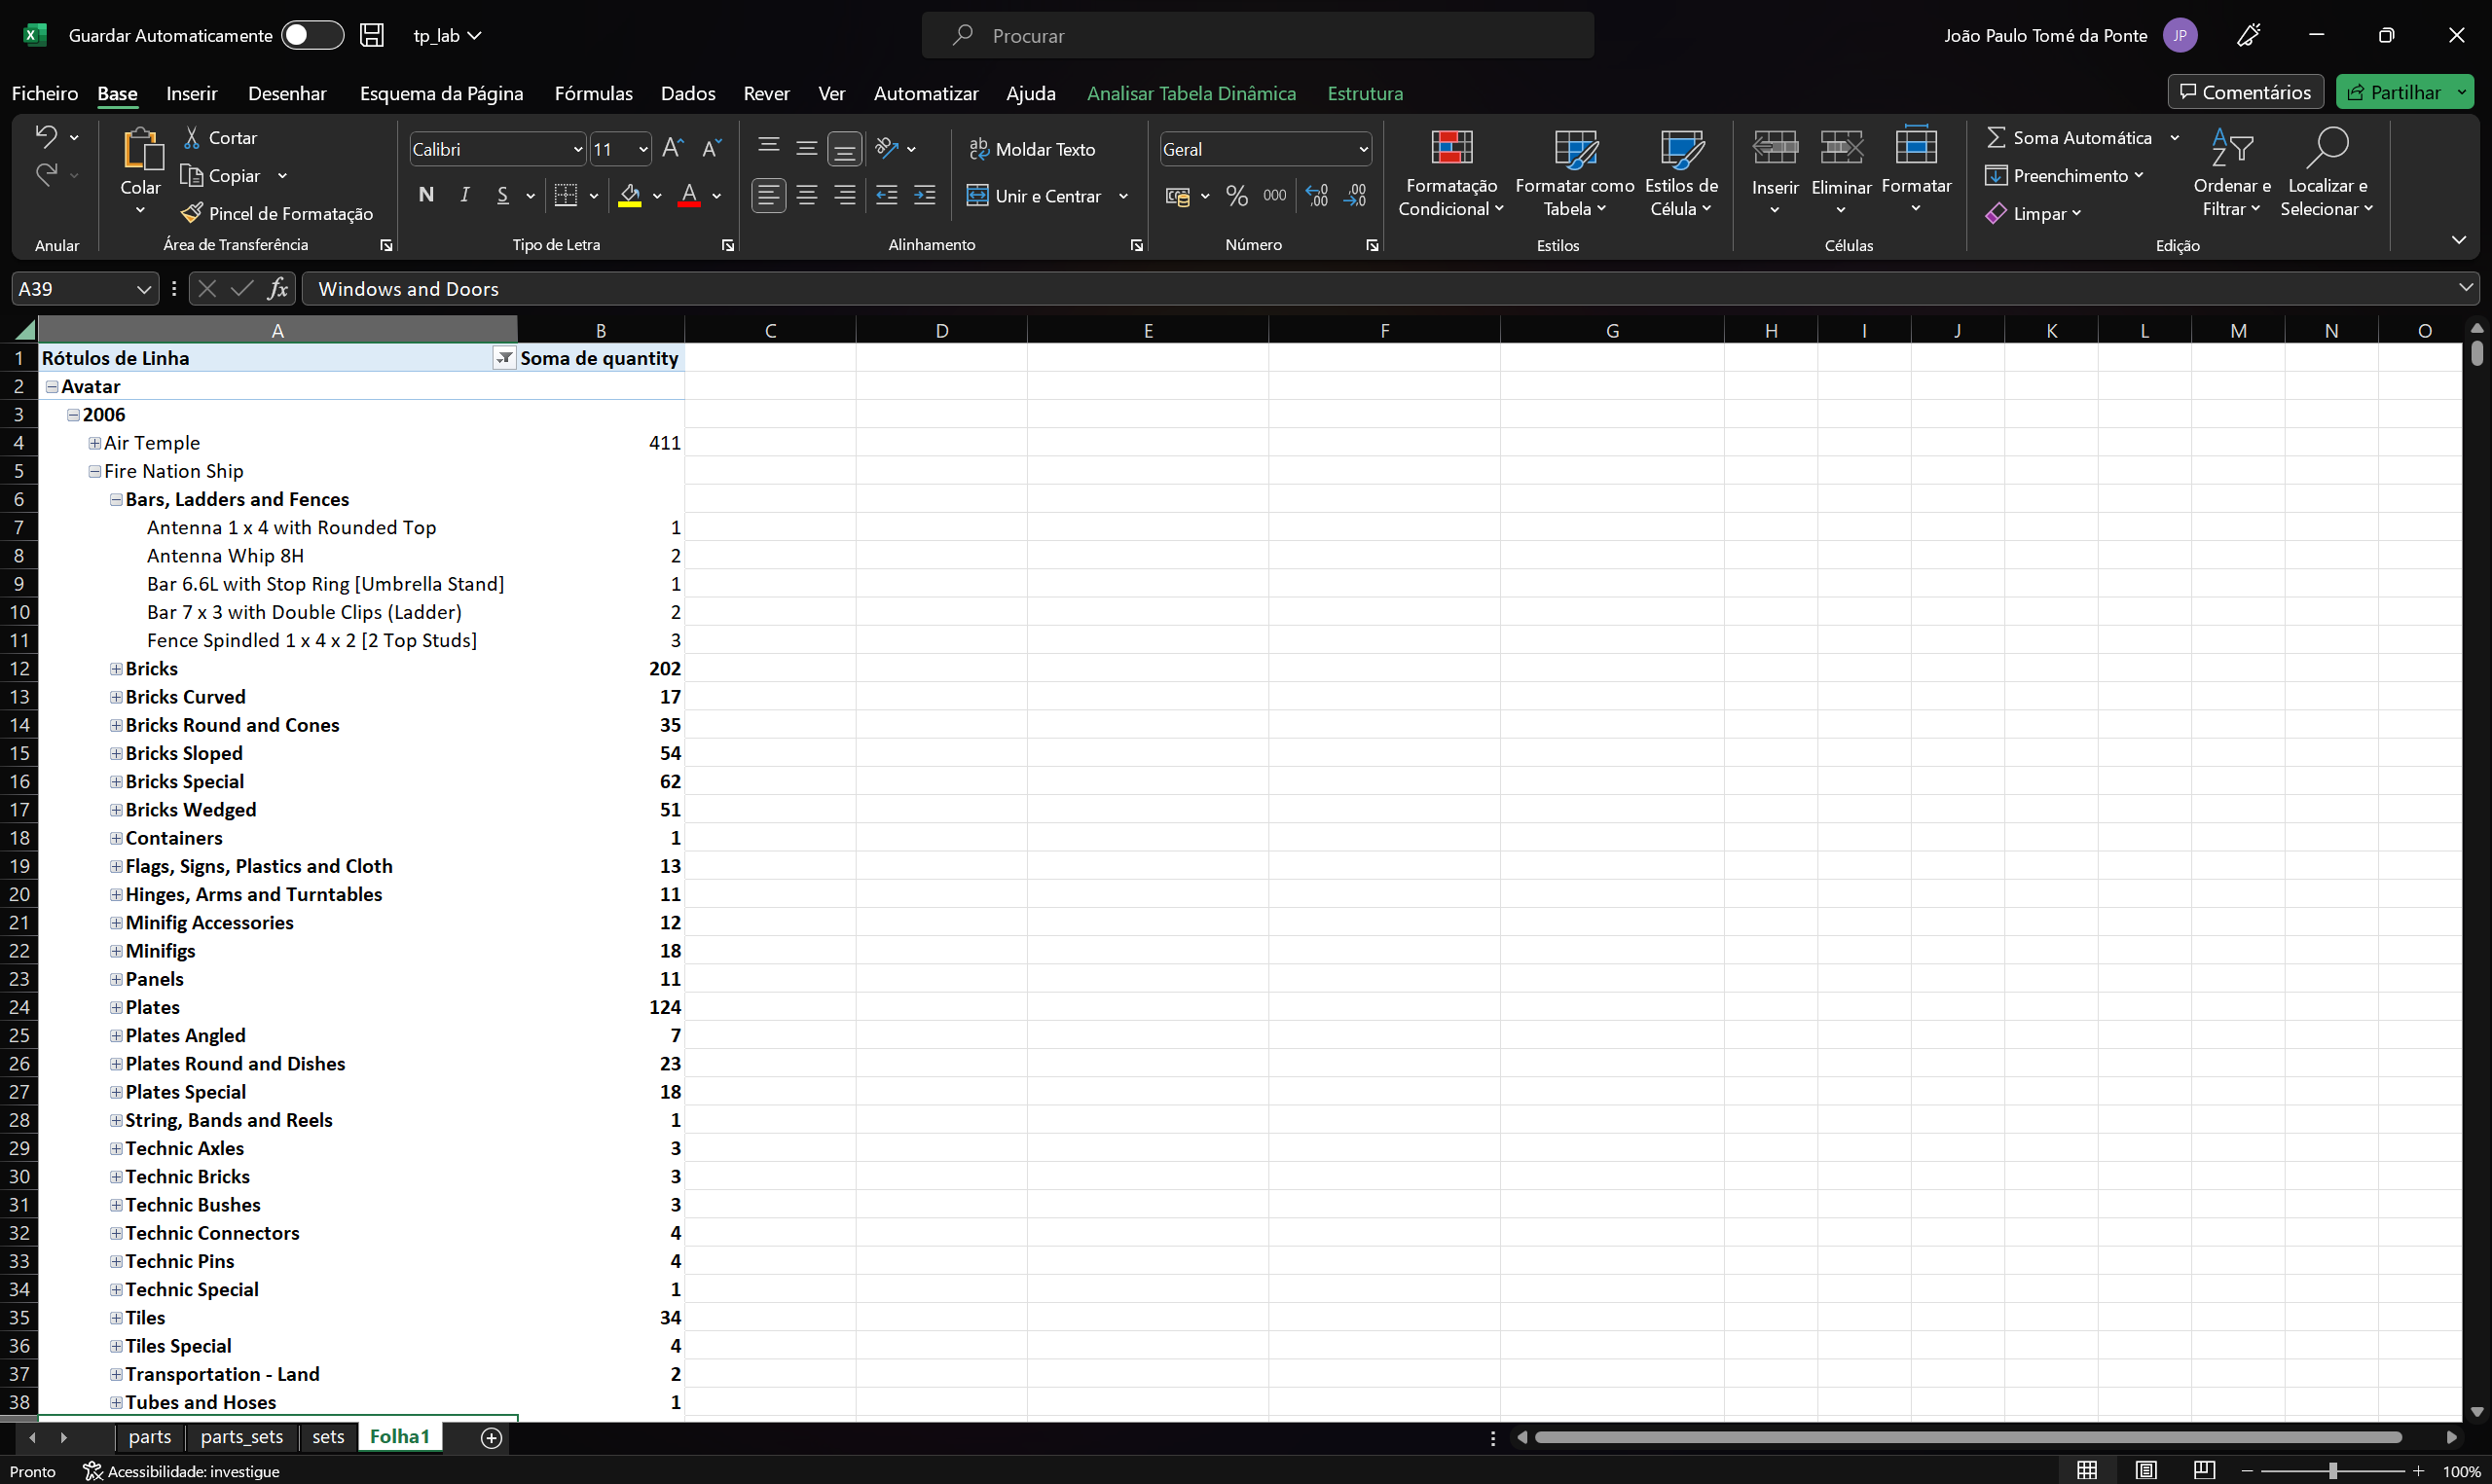 Guardar Automaticamente tp_lab Procurar João Paulo Tomé da Ponte JP
Ficheiro Base Inserir Desenhar Esquema da Página Fórmulas Dados Rever Ver Automatizar Ajuda Analisar Tabela Dinâmica Estrutura Comentários Partilhar
Anular
Colar
Cortar
Copiar
Pincel de Formatação
Área de Transferência
Calibri 11
N I S A
Tipo de Letra
ab Moldar Texto
Unir e Centrar
Alinhamento
Geral
% 000
Número
Formatação Condicional
Formatar como Tabela
Estilos de Célula
Estilos
Inserir Eliminar Formatar
Células
Soma Automática
Preenchimento
Limpar
Ordenar e Filtrar
Localizar e Selecionar
Edição
A39 fx Windows and Doors
A B C D E F G H I J K L M N O
1 Rótulos de Linha Soma de quantity
2 Avatar
3 2006
4 Air Temple 411
5 Fire Nation Ship
6 Bars, Ladders and Fences
7 Antenna 1 x 4 with Rounded Top 1
8 Antenna Whip 8H 2
9 Bar 6.6L with Stop Ring [Umbrella Stand] 1
10 Bar 7 x 3 with Double Clips (Ladder) 2
11 Fence Spindled 1 x 4 x 2 [2 Top Studs] 3
12 Bricks 202
13 Bricks Curved 17
14 Bricks Round and Cones 35
15 Bricks Sloped 54
16 Bricks Special 62
17 Bricks Wedged 51
18 Containers 1
19 Flags, Signs, Plastics and Cloth 13
20 Hinges, Arms and Turntables 11
21 Minifig Accessories 12
22 Minifigs 18
23 Panels 11
24 Plates 124
25 Plates Angled 7
26 Plates Round and Dishes 23
27 Plates Special 18
28 String, Bands and Reels 1
29 Technic Axles 3
30 Technic Bricks 3
31 Technic Bushes 3
32 Technic Connectors 4
33 Technic Pins 4
34 Technic Special 1
35 Tiles 34
36 Tiles Special 4
37 Transportation - Land 2
38 Tubes and Hoses 1
parts parts_sets sets Folha1
Pronto Acessibilidade: investigue 100%